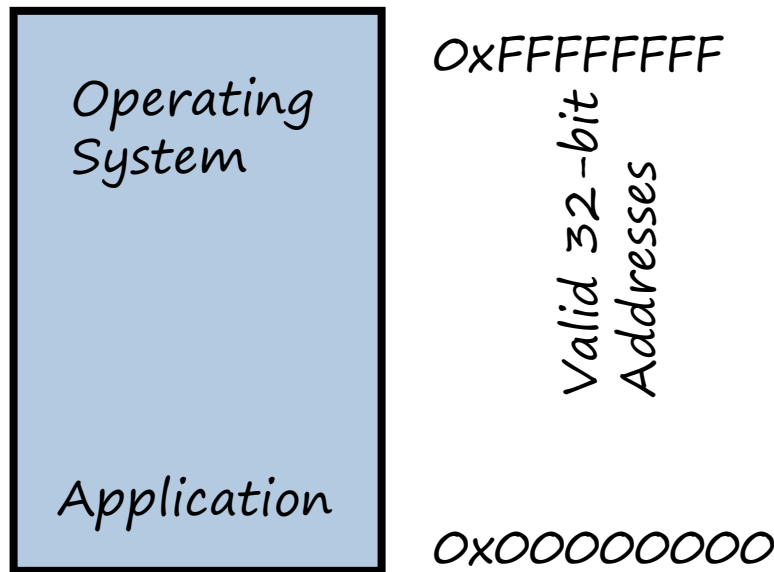 Operating
System
Application
0xFFFFFFFF
Valid 32-bit
Addresses
0x00000000